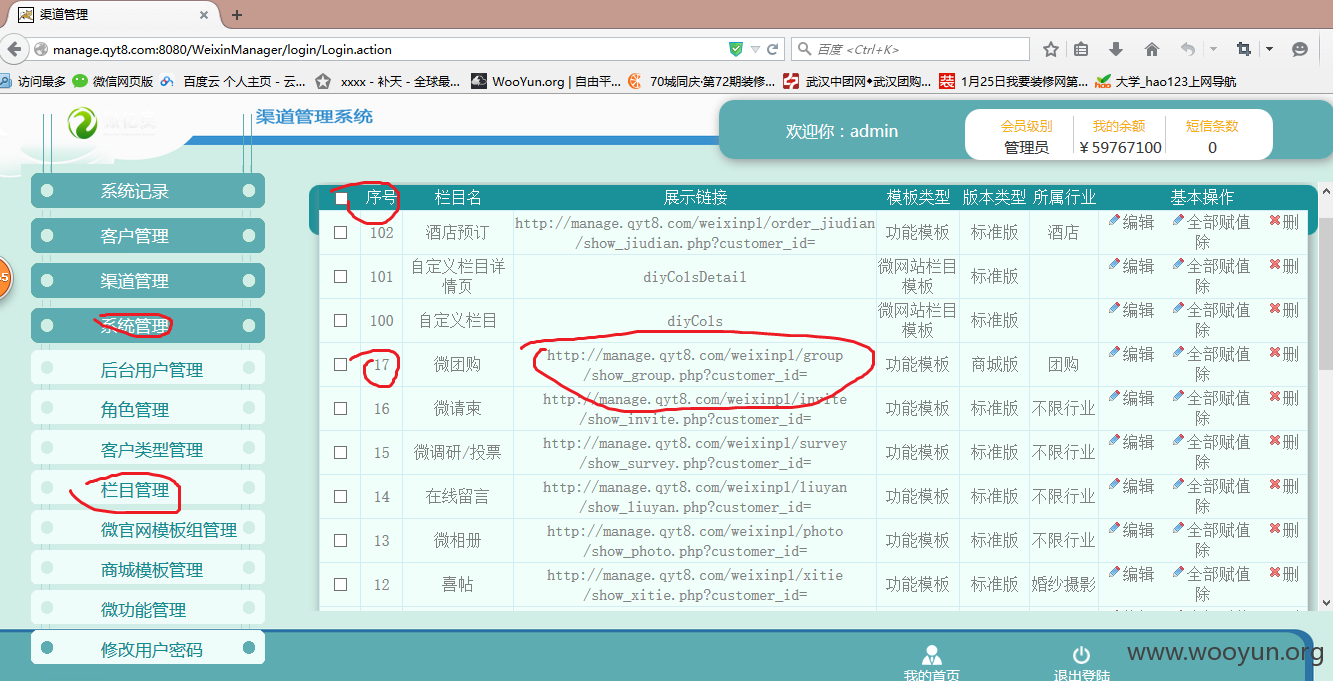 渠道管理
manage.qyt8.com:8080/WeixinManager/login/Login.action
百度 <Ctrl+K>
访问最多
微信网页版
百度云 个人主页 - 云...
xxxx - 补天 - 全球最...
WooYun.org | 自由平...
70城同庆·第72期装修...
武汉中团网◆武汉团购...
1月25日我要装修网第...
大学_hao123上网导航
渠道管理系统
欢迎你：admin
会员级别 我的余额 短信条数
管理员 ¥59767100 0
系统记录
客户管理
渠道管理
系统管理
后台用户管理
角色管理
客户类型管理
栏目管理
微官网模板组管理
商城模板管理
微功能管理
修改用户密码
序号 栏目名 展示链接 模板类型 版本类型 所属行业 基本操作
102 酒店预订 http://manage.qyt8.com/weixinpl/order_jiudian 功能模板 标准版 酒店 编辑 全部赋值 删
/show_jiudian.php?customer_id= 除
101 自定义栏目详 diyColsDetail 微网站栏目 标准版 编辑 全部赋值 删
情页 模板 除
100 自定义栏目 diyCols 微网站栏目 标准版 编辑 全部赋值 删
模板 除
17 微团购 http://manage.qyt8.com/weixinpl/group 功能模板 商城版 团购 编辑 全部赋值 删
/show_group.php?customer_id= 除
16 微请柬 http://manage.qyt8.com/weixinpl/invite 功能模板 标准版 不限行业 编辑 全部赋值 删
/show_invite.php?customer_id= 除
15 微调研/投票 http://manage.qyt8.com/weixinpl/survey 功能模板 标准版 不限行业 编辑 全部赋值 删
/show_survey.php?customer_id= 除
14 在线留言 http://manage.qyt8.com/weixinpl/liuyan 功能模板 标准版 不限行业 编辑 全部赋值 删
/show_liuyan.php?customer_id= 除
13 微相册 http://manage.qyt8.com/weixinpl/photo 功能模板 标准版 不限行业 编辑 全部赋值 删
/show_photo.php?customer_id= 除
12 喜帖 http://manage.qyt8.com/weixinpl/xitie 功能模板 标准版 婚纱摄影 编辑 全部赋值 删
/show_xitie.php?customer_id= 除
我的首页
退出登陆
www.wooyun.org